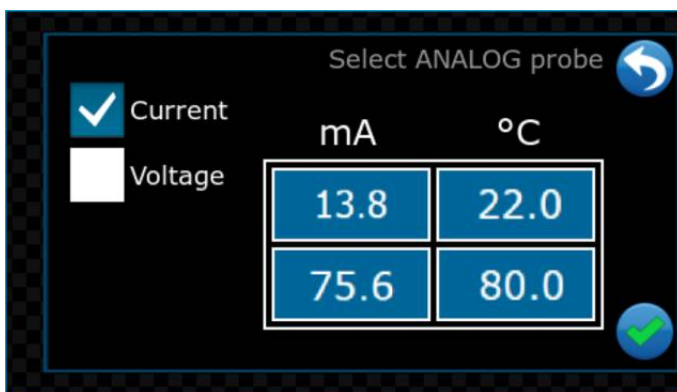 Select ANALOG probe
Current
Voltage
mA °C
13.8 22.0
75.6 80.0